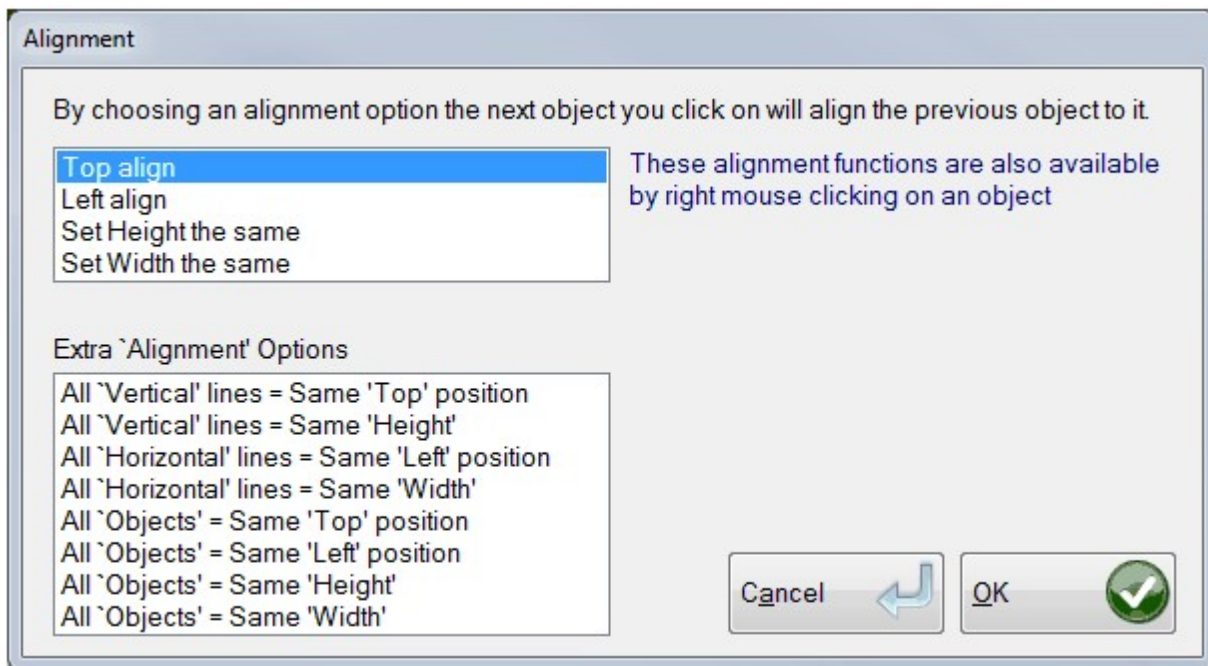 Alignment
By choosing an alignment option the next object you click on will align the previous object to it.
Top align
Left align
Set Height the same
Set Width the same
These alignment functions are also available
by right mouse clicking on an object
Extra `Alignment' Options
All `Vertical' lines = Same 'Top' position
All `Vertical' lines = Same 'Height'
All `Horizontal' lines = Same 'Left' position
All `Horizontal' lines = Same 'Width'
All `Objects' = Same 'Top' position
All `Objects' = Same 'Left' position
All `Objects' = Same 'Height'
All `Objects' = Same 'Width'
Cancel
OK